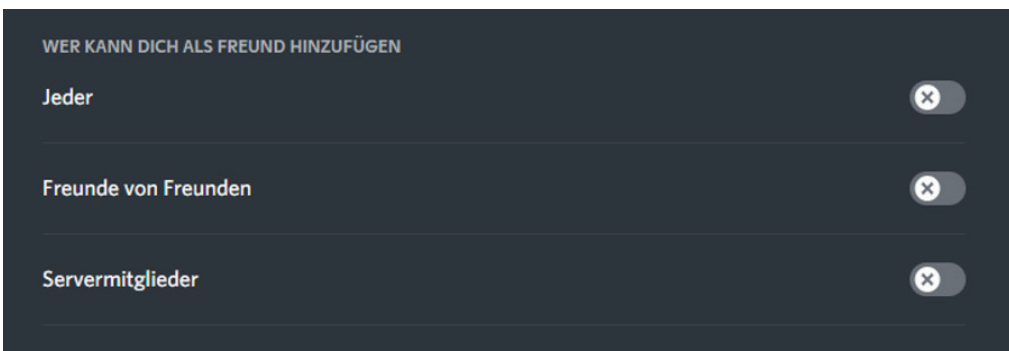 WER KANN DICH ALS FREUND HINZUFÜGEN
Jeder
Freunde von Freunden
Servermitglieder